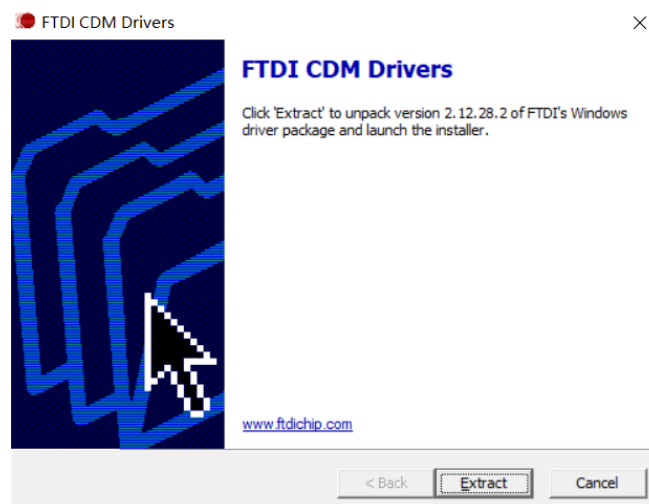 FTDI CDM Drivers
FTDI CDM Drivers
Click 'Extract' to unpack version 2.12.28.2 of FTDI's Windows
driver package and launch the installer.
www.ftdichip.com
< Back Extract Cancel